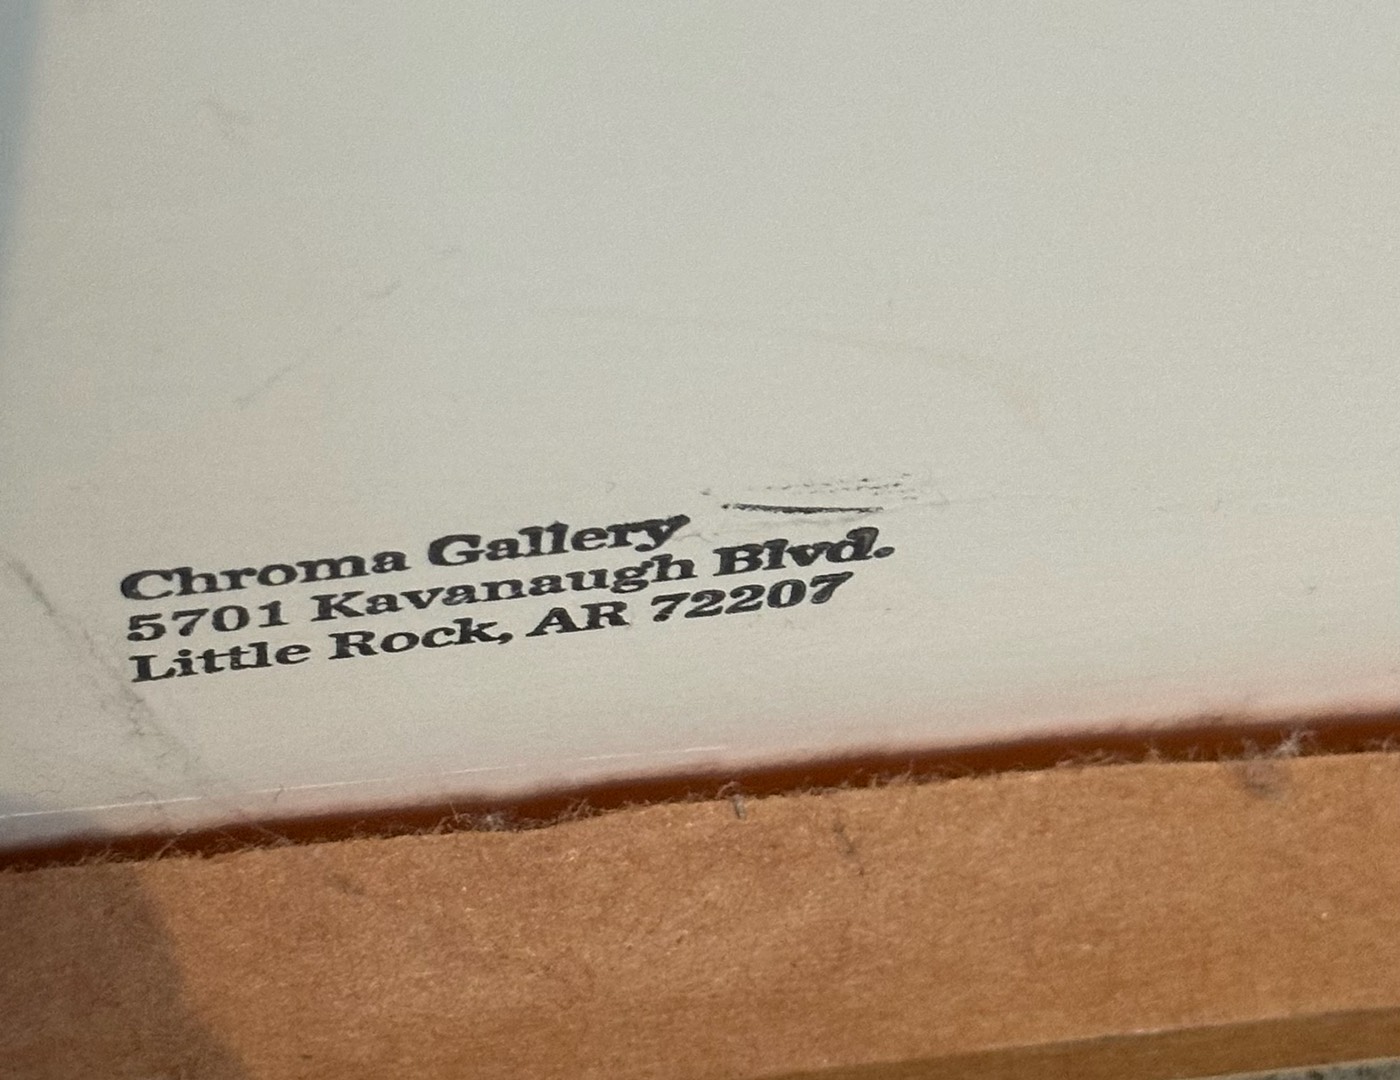 Chroma Gallery
5701 Kavanaugh Blvd.
Little Rock, AR 72207